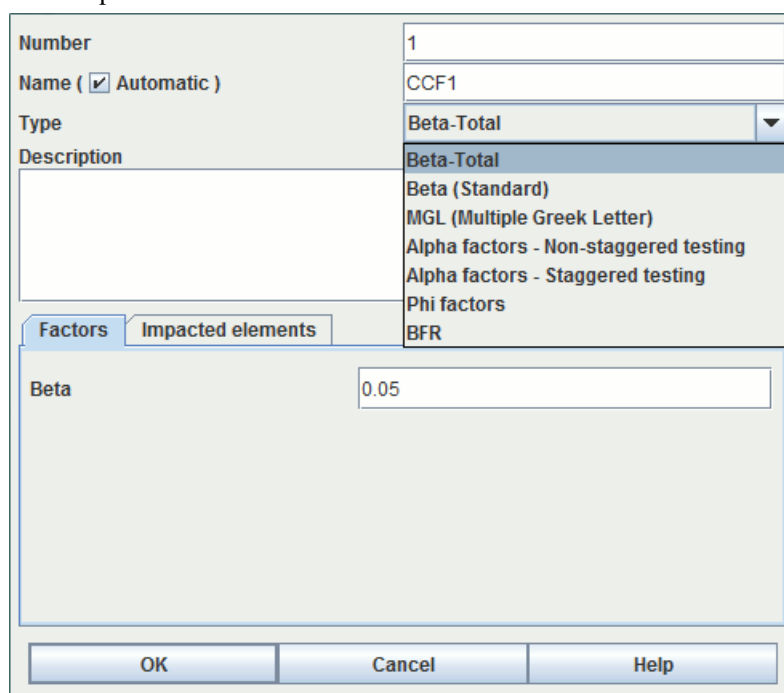 Number 1
Name ( Automatic ) CCF1
Type Beta-Total
Description
Beta-Total
Beta (Standard)
MGL (Multiple Greek Letter)
Alpha factors - Non-staggered testing
Alpha factors - Staggered testing
Phi factors
BFR
Factors Impacted elements
Beta 0.05
OK Cancel Help